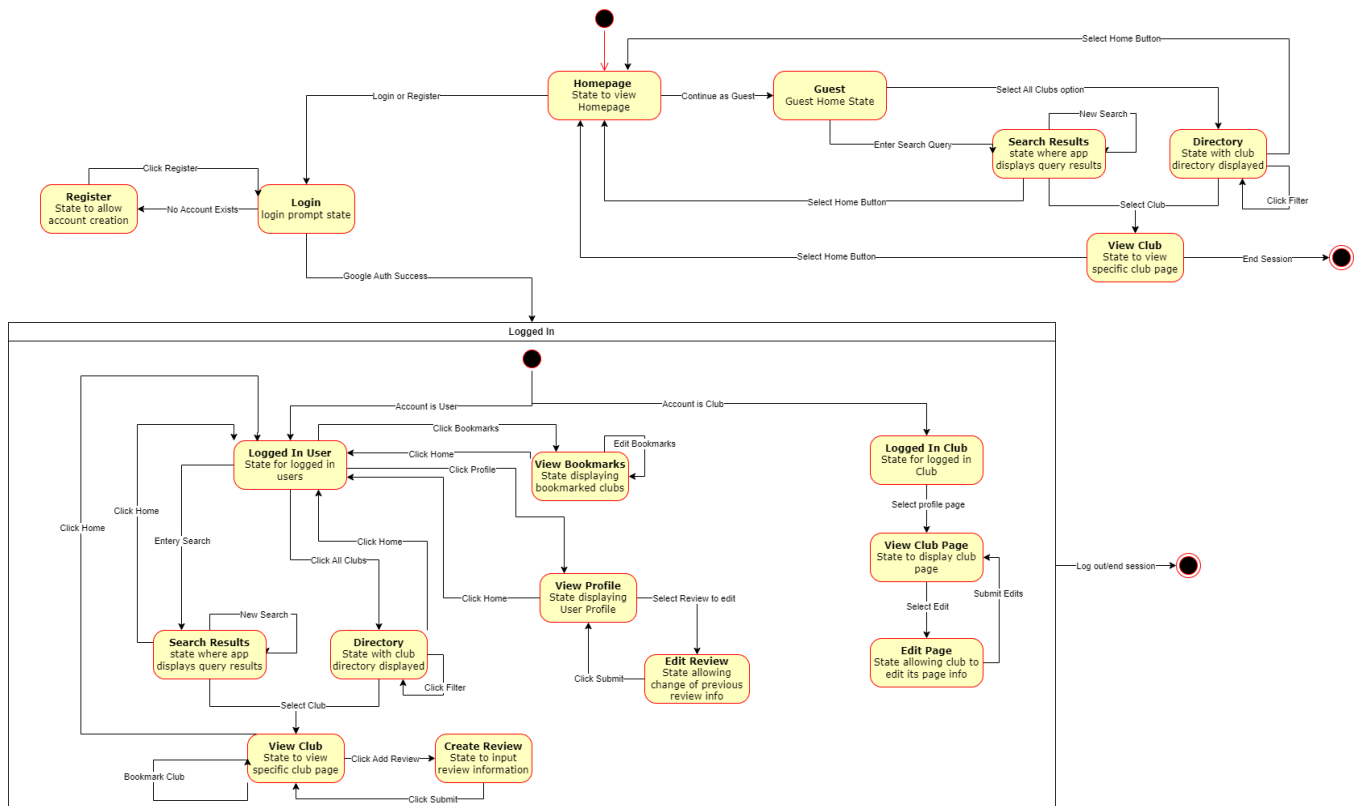 Select Home Button
Homepage
State to view
Homepage
Login or Register
Continue as Guest
Guest
Guest Home State
Select All Clubs option
New Search
Enter Search Query
Search Results
state where app
displays query results
Directory
State with club
directory displayed
Click Register
Register
State to allow
account creation
No Account Exists
Login
login prompt state
Select Home Button
Select Club
Click Filter
View Club
State to view
specific club page
Select Home Button
End Session
Google Auth Success
Logged In
Account is User
Account is Club
Click Bookmarks
Edit Bookmarks
Logged In User
State for logged in
users
Click Home
View Bookmarks
State displaying
bookmarked clubs
Click Profile
Logged In Club
State for logged in
Club
Select profile page
Click Home
Click Home
Entery Search
Click Home
Click All Clubs
View Club Page
State to display club
page
Log out/end session
View Profile
State displaying
User Profile
Click Home
Select Review to edit
Select Edit
Submit Edits
New Search
Search Results
state where app
displays query results
Directory
State with club
directory displayed
Click Filter
Click Submit
Edit Review
State allowing
change of previous
review info
Edit Page
State allowing club to
edit its page info
Select Club
View Club
State to view
specific club page
Click Add Review
Create Review
State to input
review information
Bookmark Club
Click Submit